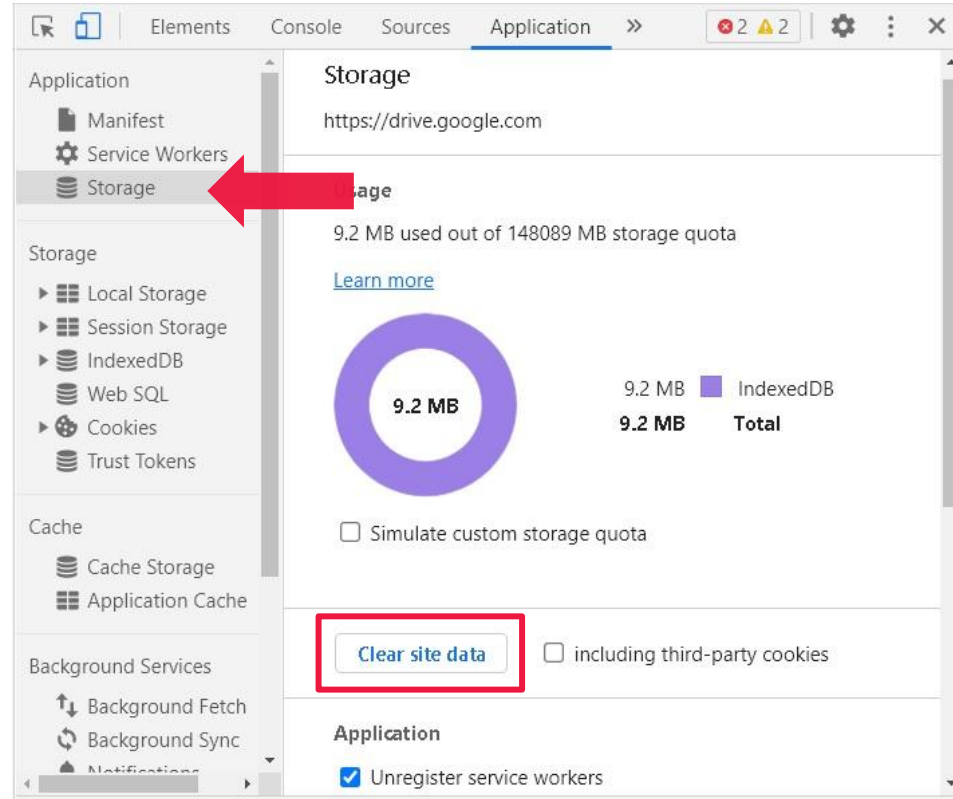 Elements Console Sources Application » 2 2
Application
Manifest
Service Workers
Storage
Storage
Local Storage
Session Storage
IndexedDB
Web SQL
Cookies
Trust Tokens
Cache
Cache Storage
Application Cache
Background Services
Background Fetch
Background Sync
Notifications
Storage
https://drive.google.com
Usage
9.2 MB used out of 148089 MB storage quota
Learn more
9.2 MB
9.2 MB IndexedDB
9.2 MB Total
Simulate custom storage quota
Clear site data including third-party cookies
Application
Unregister service workers